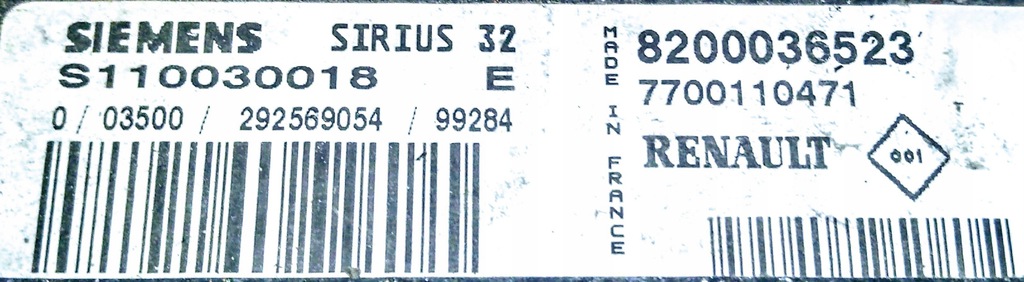 SIEMENS SIRIUS 32
S110030018 E
0 / 03500 / 292569054 / 99284
MADE IN FRANCE
8200036523
7700110471
RENAULT 001